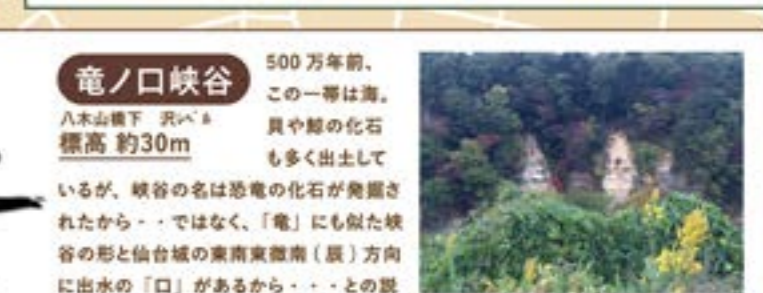 竜ノ口峡谷
八木山橋下 沢レベル
標高 約30m
500万年前、
この一帯は海。
貝や鯨の化石
も多く出土して
いるが、峡谷の名は恐竜の化石が発掘さ
れたから・・ではなく、「竜」にも似た峡
谷の形と仙台城の東南東微南(辰)方向
に出水の「口」があるから・・・との説